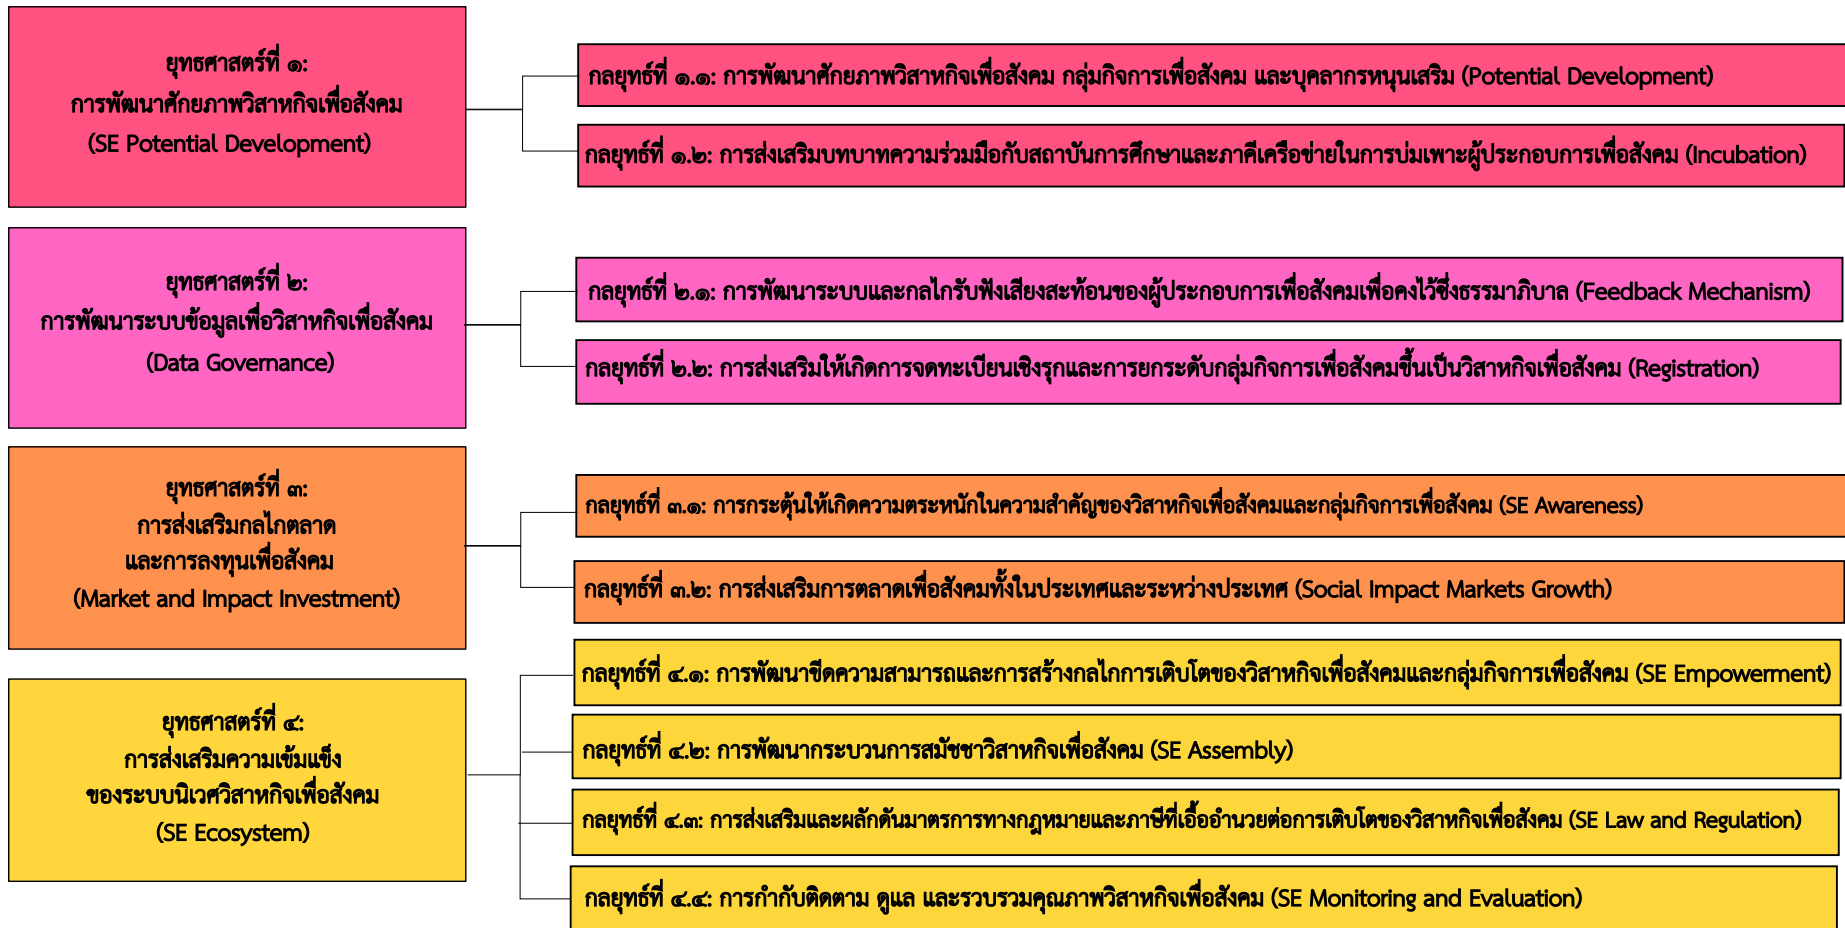 ยุทธศาสตร์ที่ ๑:
การพัฒนาศักยภาพวิสาหกิจเพื่อสังคม
(SE Potential Development)
กลยุทธ์ที่ ๑.๑: การพัฒนาศักยภาพวิสาหกิจเพื่อสังคม กลุ่มกิจการเพื่อสังคม และบุคลากรหนุนเสริม (Potential Development)
กลยุทธ์ที่ ๑.๒: การส่งเสริมบทบาทความร่วมมือกับสถาบันการศึกษาและภาคีเครือข่ายในการบ่มเพาะผู้ประกอบการเพื่อสังคม (Incubation)
ยุทธศาสตร์ที่ ๒:
การพัฒนาระบบข้อมูลเพื่อวิสาหกิจเพื่อสังคม
(Data Governance)
กลยุทธ์ที่ ๒.๑: การพัฒนาระบบและกลไกรับฟังเสียงสะท้อนของผู้ประกอบการเพื่อสังคมเพื่อคงไว้ซึ่งธรรมาภิบาล (Feedback Mechanism)
กลยุทธ์ที่ ๒.๒: การส่งเสริมให้เกิดการจดทะเบียนเชิงรุกและการยกระดับกลุ่มกิจการเพื่อสังคมขึ้นเป็นวิสาหกิจเพื่อสังคม (Registration)
ยุทธศาสตร์ที่ ๓:
การส่งเสริมกลไกตลาด
และการลงทุนเพื่อสังคม
(Market and Impact Investment)
กลยุทธ์ที่ ๓.๑: การกระตุ้นให้เกิดความตระหนักในความสำคัญของวิสาหกิจเพื่อสังคมและกลุ่มกิจการเพื่อสังคม (SE Awareness)
กลยุทธ์ที่ ๓.๒: การส่งเสริมการตลาดเพื่อสังคมทั้งในประเทศและระหว่างประเทศ (Social Impact Markets Growth)
ยุทธศาสตร์ที่ ๔:
การส่งเสริมความเข้มแข็ง
ของระบบนิเวศวิสาหกิจเพื่อสังคม
(SE Ecosystem)
กลยุทธ์ที่ ๔.๑: การพัฒนาขีดความสามารถและการสร้างกลไกการเติบโตของวิสาหกิจเพื่อสังคมและกลุ่มกิจการเพื่อสังคม (SE Empowerment)
กลยุทธ์ที่ ๔.๒: การพัฒนากระบวนการสมัชชาวิสาหกิจเพื่อสังคม (SE Assembly)
กลยุทธ์ที่ ๔.๓: การส่งเสริมและผลักดันมาตรการทางกฎหมายและภาษีที่เอื้ออำนวยต่อการเติบโตของวิสาหกิจเพื่อสังคม (SE Law and Regulation)
กลยุทธ์ที่ ๔.๔: การกำกับติดตาม ดูแล และรวบรวมคุณภาพวิสาหกิจเพื่อสังคม (SE Monitoring and Evaluation)